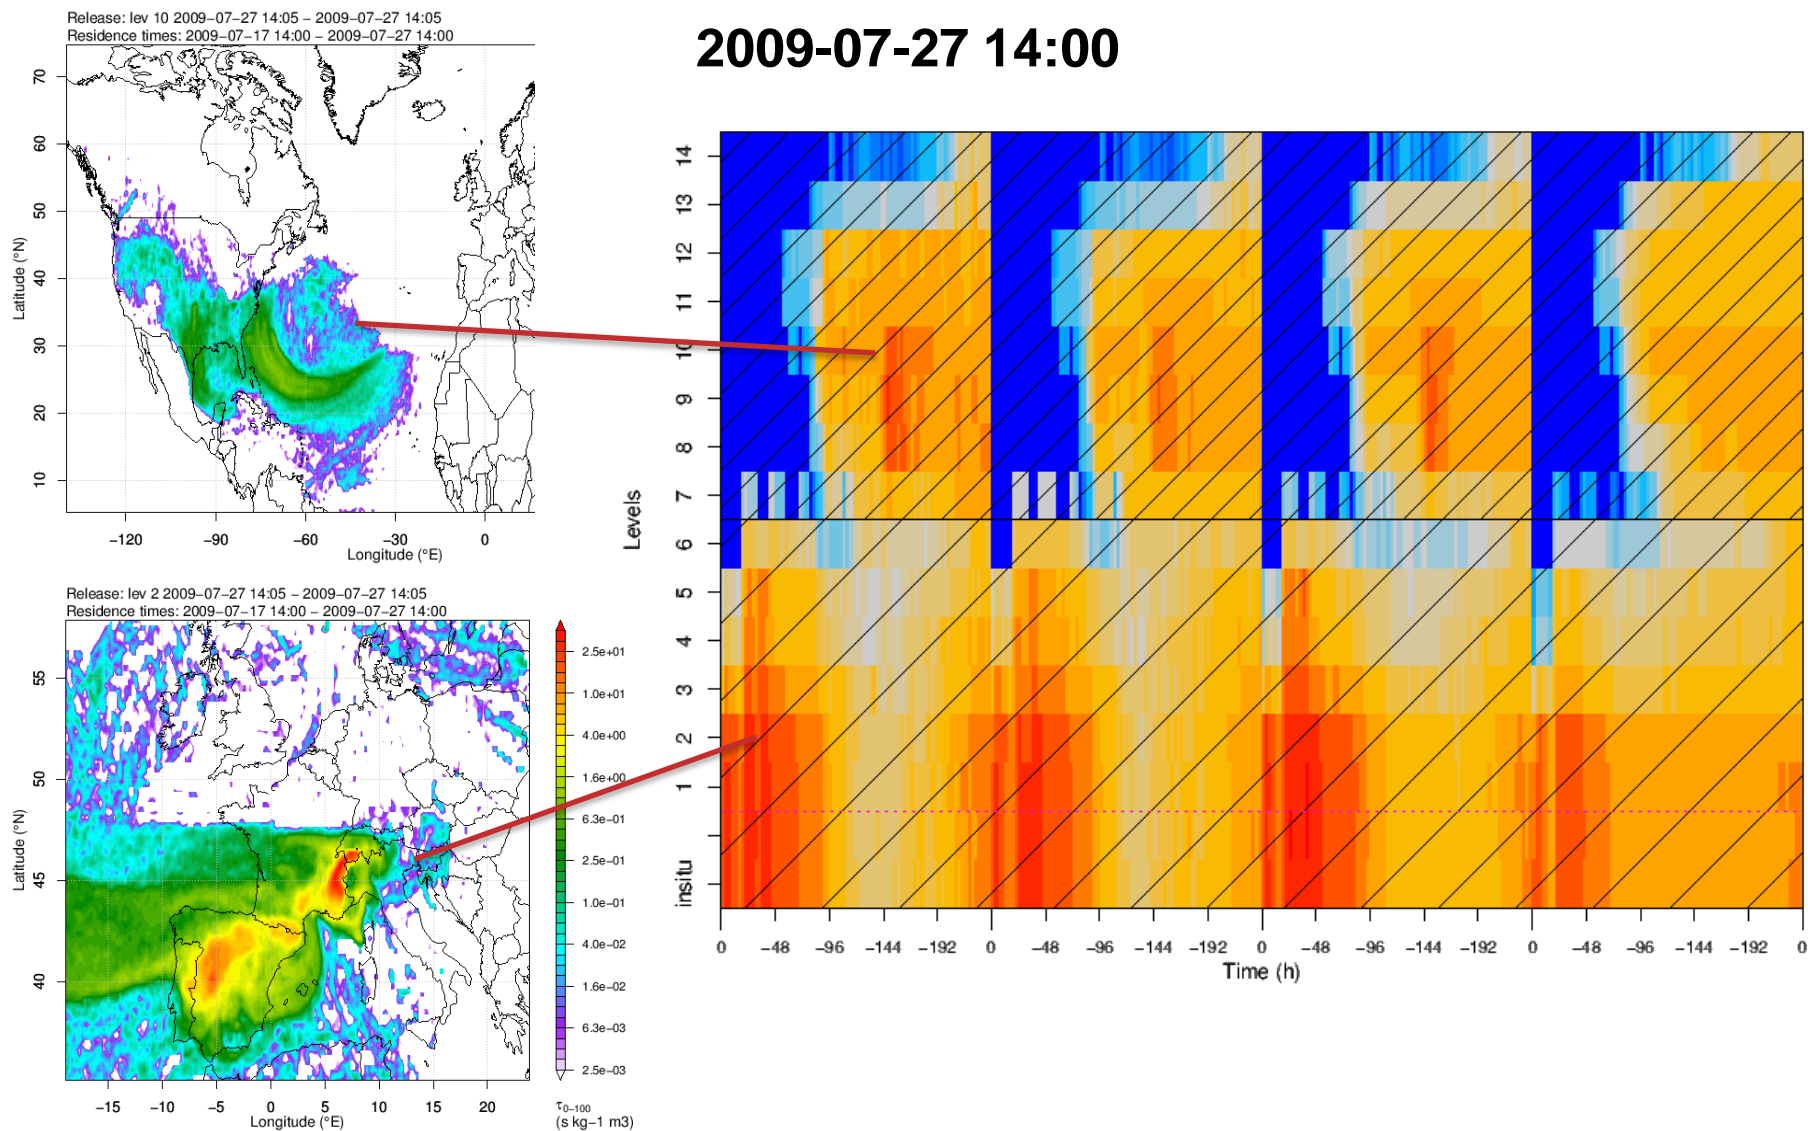 Release: lev 10 2009−07−27 14:05 − 2009−07−27 14:05
Residence times: 2009−07−17 14:00 − 2009−07−27 14:00
2009-07-27 14:00
70
60
50
40
30
20
10
Latitude (°N)
−120 −90 −60 −30 0
Longitude (°E)
Release: lev 2 2009−07−27 14:05 − 2009−07−27 14:05
Residence times: 2009−07−17 14:00 − 2009−07−27 14:00
55
50
45
40
Latitude (°N)
−15 −10 −5 0 5 10 15 20
Longitude (°E)
2.5e+01
1.0e+01
4.0e+00
1.6e+00
6.3e−01
2.5e−01
1.0e−01
4.0e−02
1.6e−02
6.3e−03
2.5e−03
τ0−100
(s kg−1 m3)
14
13
12
11
10
9
8
7
6
5
4
3
2
1
insitu
Levels
0 −48 −96 −144 −192 0 −48 −96 −144 −192 0 −48 −96 −144 −192 0 −48 −96 −144 −192 0
Time (h)